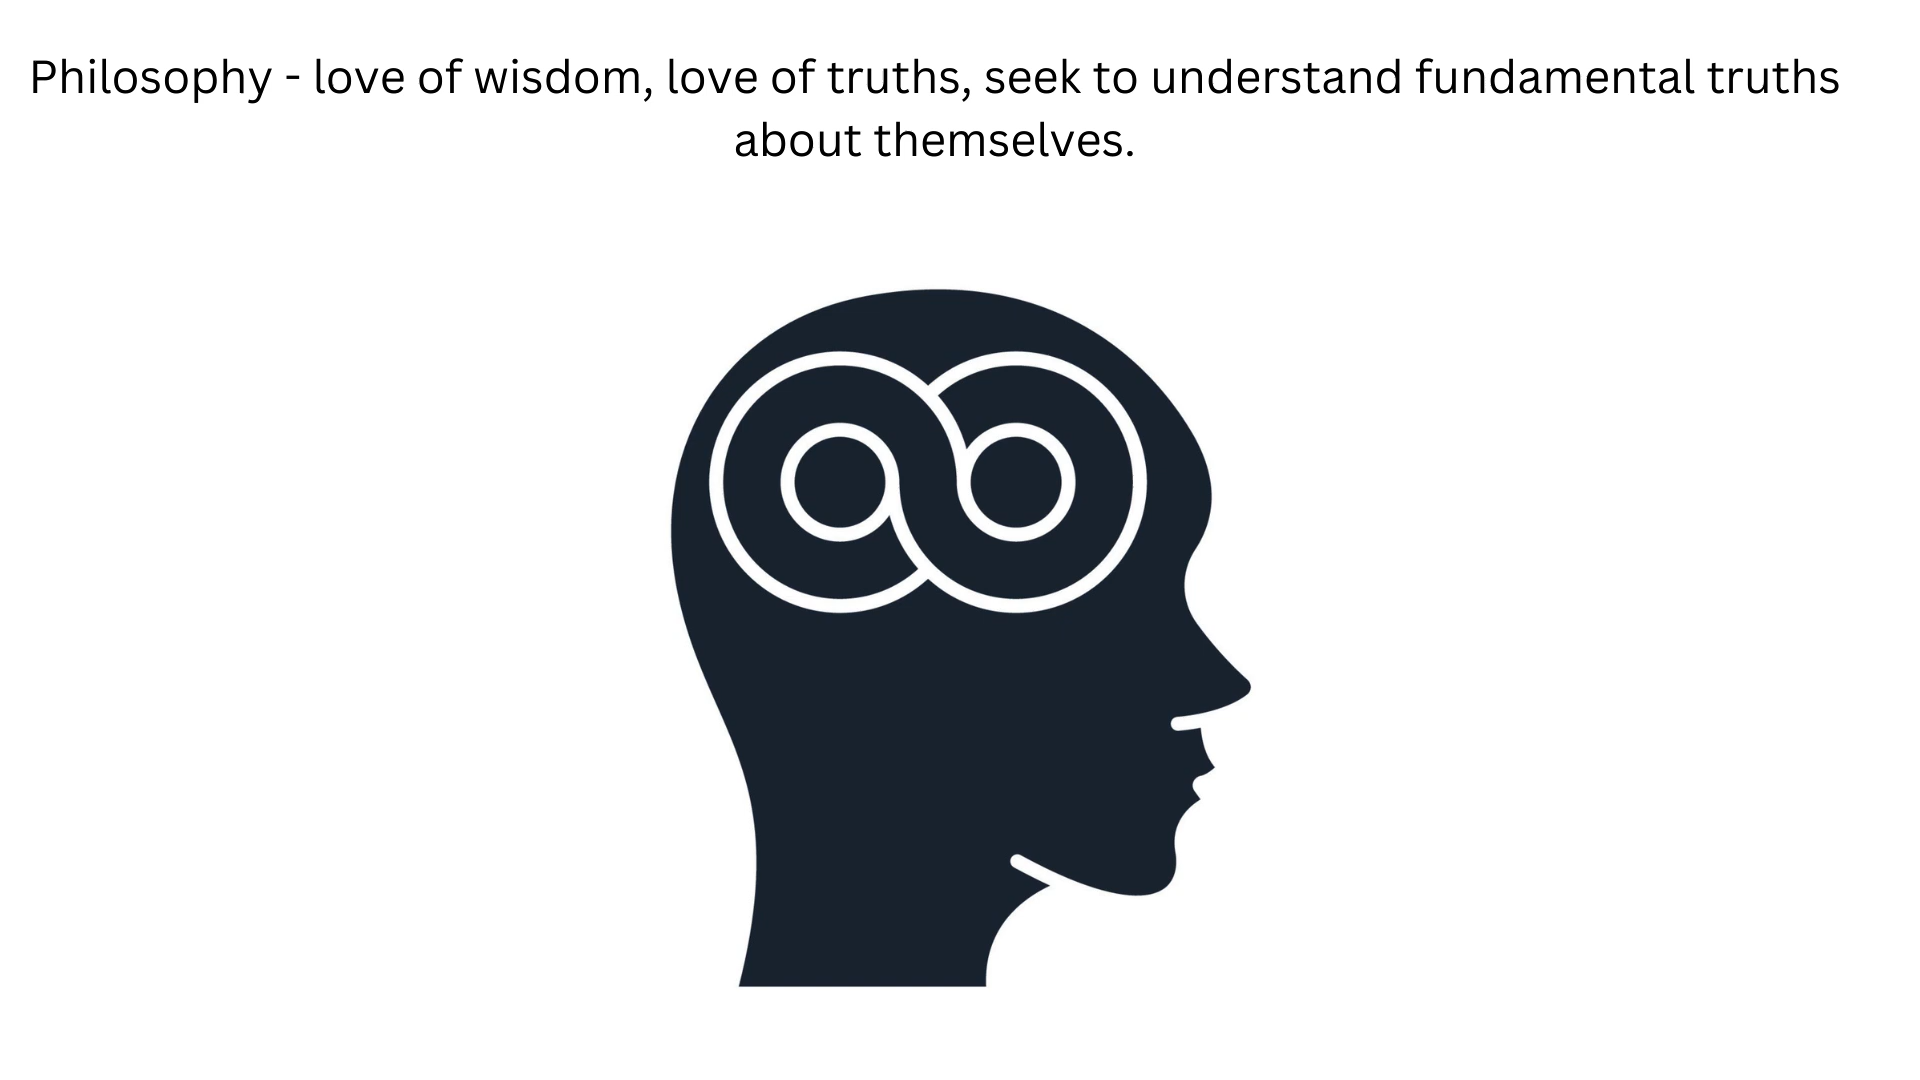 Philosophy - love of wisdom, love of truths, seek to understand fundamental truths
about themselves.